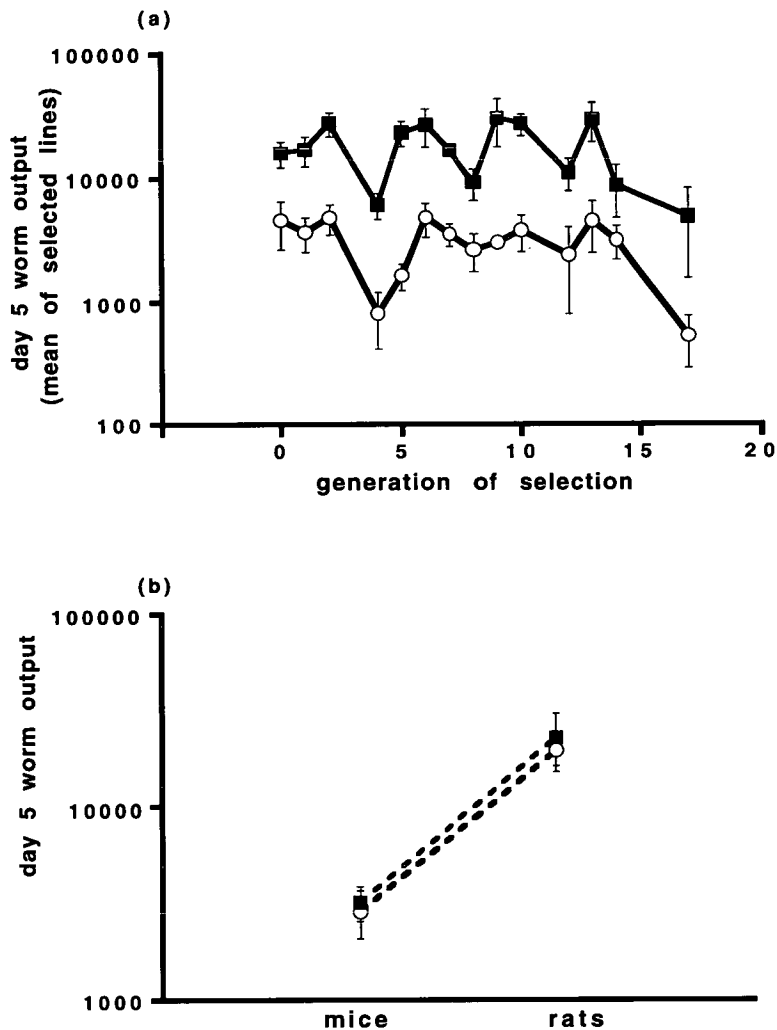 (a)
100000
10000
1000
100
day 5 worm output
(mean of selected lines)
0 5 10 15 20
generation of selection
(b)
100000
10000
1000
day 5 worm output
mice rats